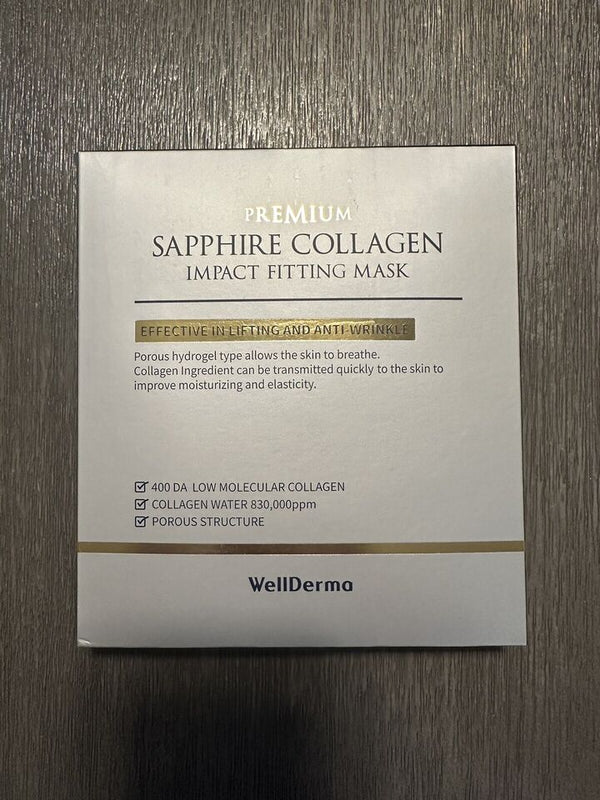 PREMIUM
SAPPHIRE COLLAGEN
IMPACT FITTING MASK
EFFECTIVE IN LIFTING AND ANTI-WRINKLE
Porous hydrogel type allows the skin to breathe.
Collagen Ingredient can be transmitted quickly to the skin to
improve moisturizing and elasticity.
☑ 400 DA LOW MOLECULAR COLLAGEN
☑ COLLAGEN WATER 830,000ppm
☑ POROUS STRUCTURE
WellDerma